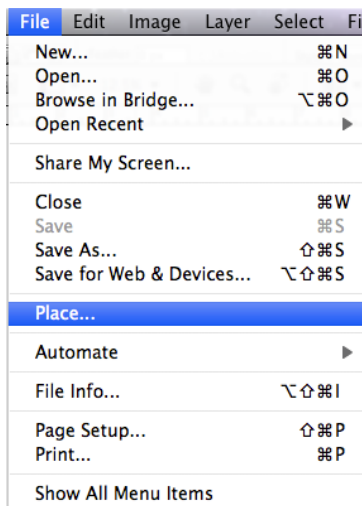 File Edit Image Layer Select Fi
New... ⌘N
Open... ⌘O
Browse in Bridge... ⌥⌘O
Open Recent ▶
Share My Screen...
Close ⌘W
Save ⌘S
Save As... ⇧⌘S
Save for Web & Devices... ⌥⇧⌘S
Place...
Automate ▶
File Info... ⌥⇧⌘I
Page Setup... ⇧⌘P
Print... ⌘P
Show All Menu Items